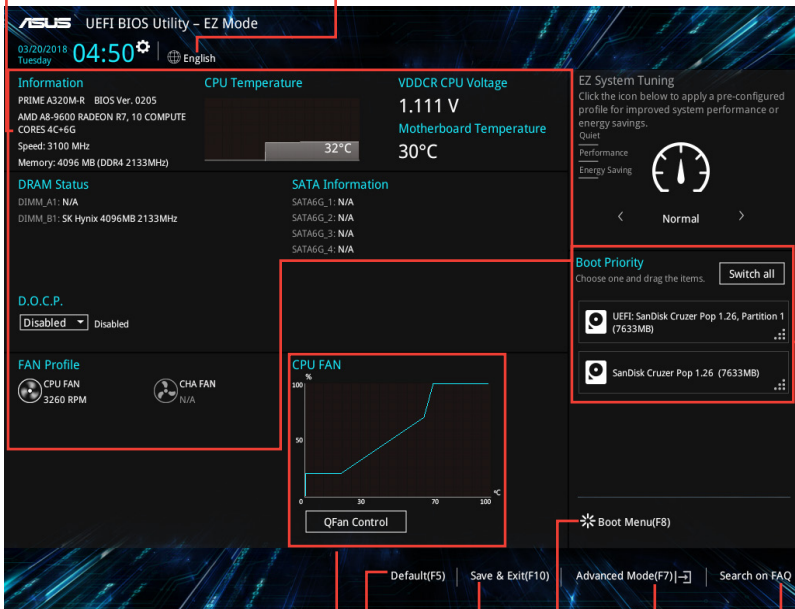 ASUS UEFI BIOS Utility – EZ Mode
03/20/2018
Tuesday
04:50
English
Information
PRIME A320M-R BIOS Ver. 0205
AMD A8-9600 RADEON R7, 10 COMPUTE
CORES 4C+6G
Speed: 3100 MHz
Memory: 4096 MB (DDR4 2133MHz)
CPU Temperature
32°C
VDDCR CPU Voltage
1.111 V
Motherboard Temperature
30°C
EZ System Tuning
Click the icon below to apply a pre-configured
profile for improved system performance or
energy savings.
Quiet
Performance
Energy Saving
Normal
DRAM Status
DIMM_A1: N/A
DIMM_B1: SK Hynix 4096MB 2133MHz
SATA Information
SATA6G_1: N/A
SATA6G_2: N/A
SATA6G_3: N/A
SATA6G_4: N/A
D.O.C.P.
Disabled Disabled
Boot Priority
Choose one and drag the items.
Switch all
UEFI: SanDisk Cruzer Pop 1.26, Partition 1
(7633MB)
SanDisk Cruzer Pop 1.26 (7633MB)
FAN Profile
CPU FAN
3260 RPM
CHA FAN
N/A
CPU FAN
%
100
50
0 30 70 100
°C
QFan Control
Boot Menu(F8)
Default(F5) Save & Exit(F10) Advanced Mode(F7) Search on FAQ